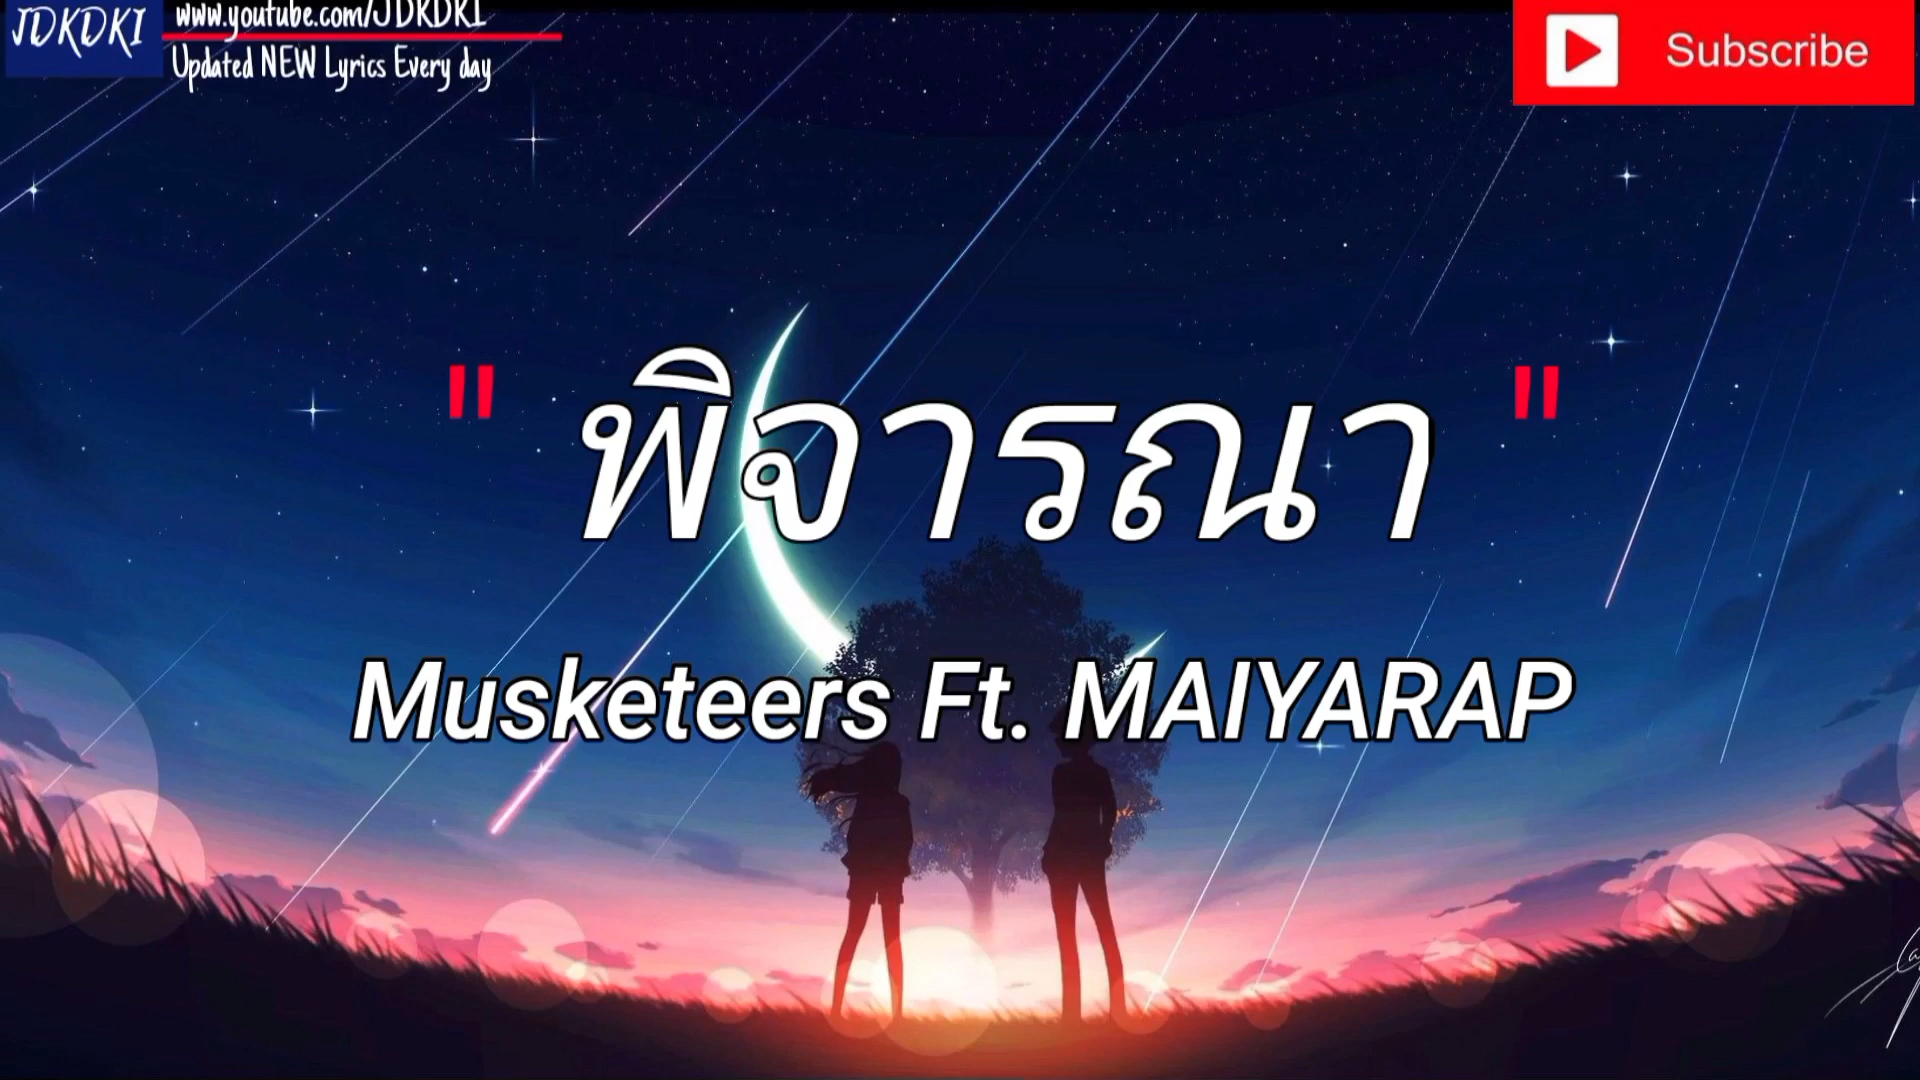 JDKDKI
www.youtube.com/JDKDKI
Updated NEW Lyrics Every day
Subscribe
" พิจารณา "
Musketeers Ft. MAIYARAP